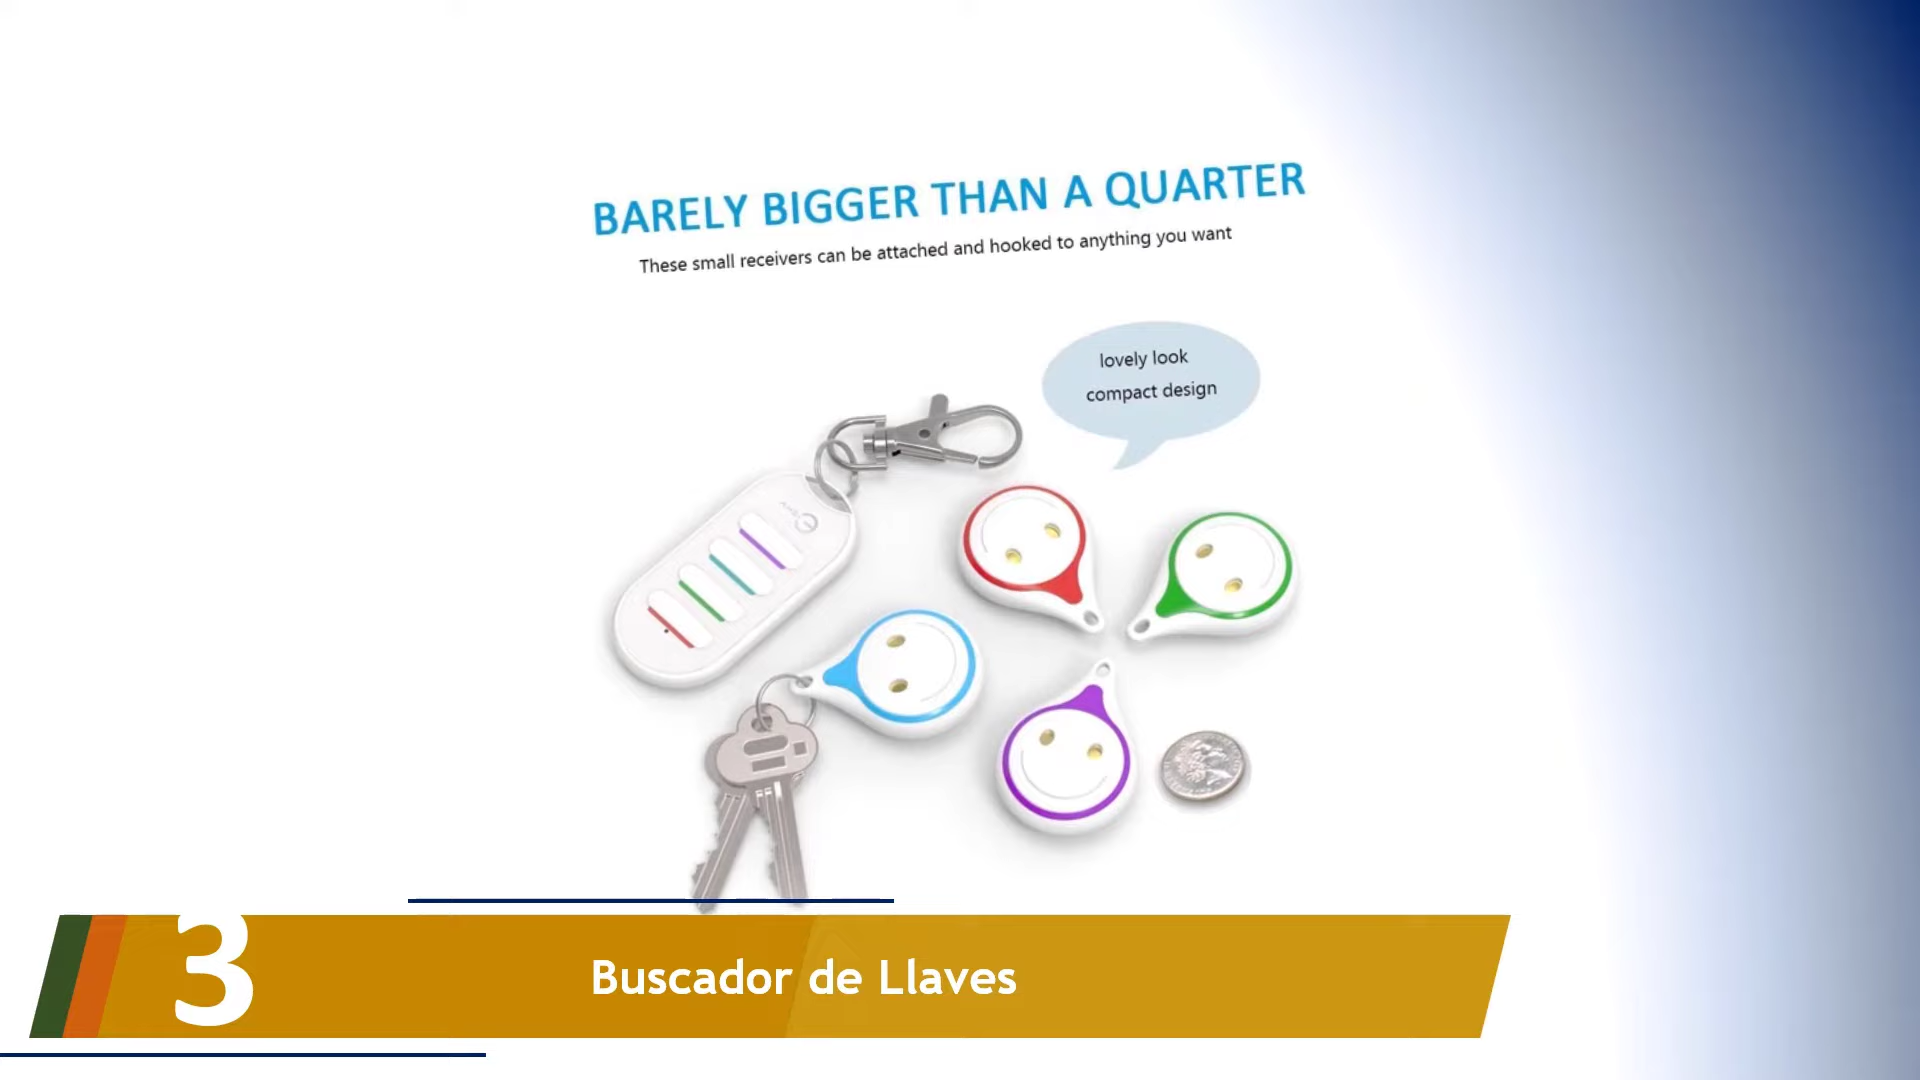 BARELY BIGGER THAN A QUARTER
These small receivers can be attached and hooked to anything you want
lovely look
compact design
3
Buscador de Llaves